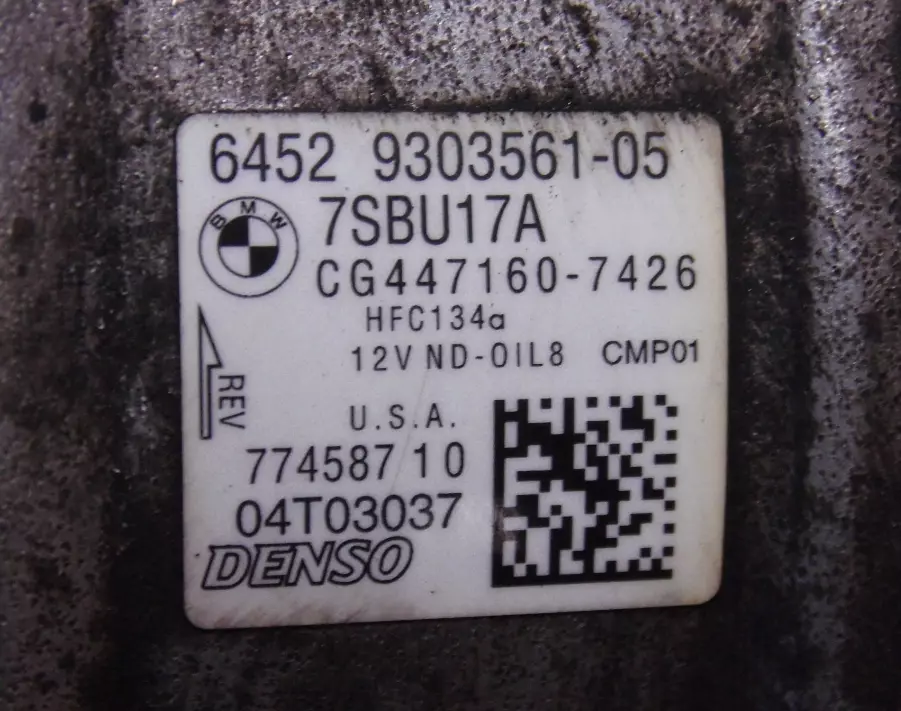 6452 9303561-05
BMW
7SBU17A
CG447160-7426
HFC134a
12V ND-OIL8 CMP01
REV
U.S.A.
774587 10
04T03037
DENSO